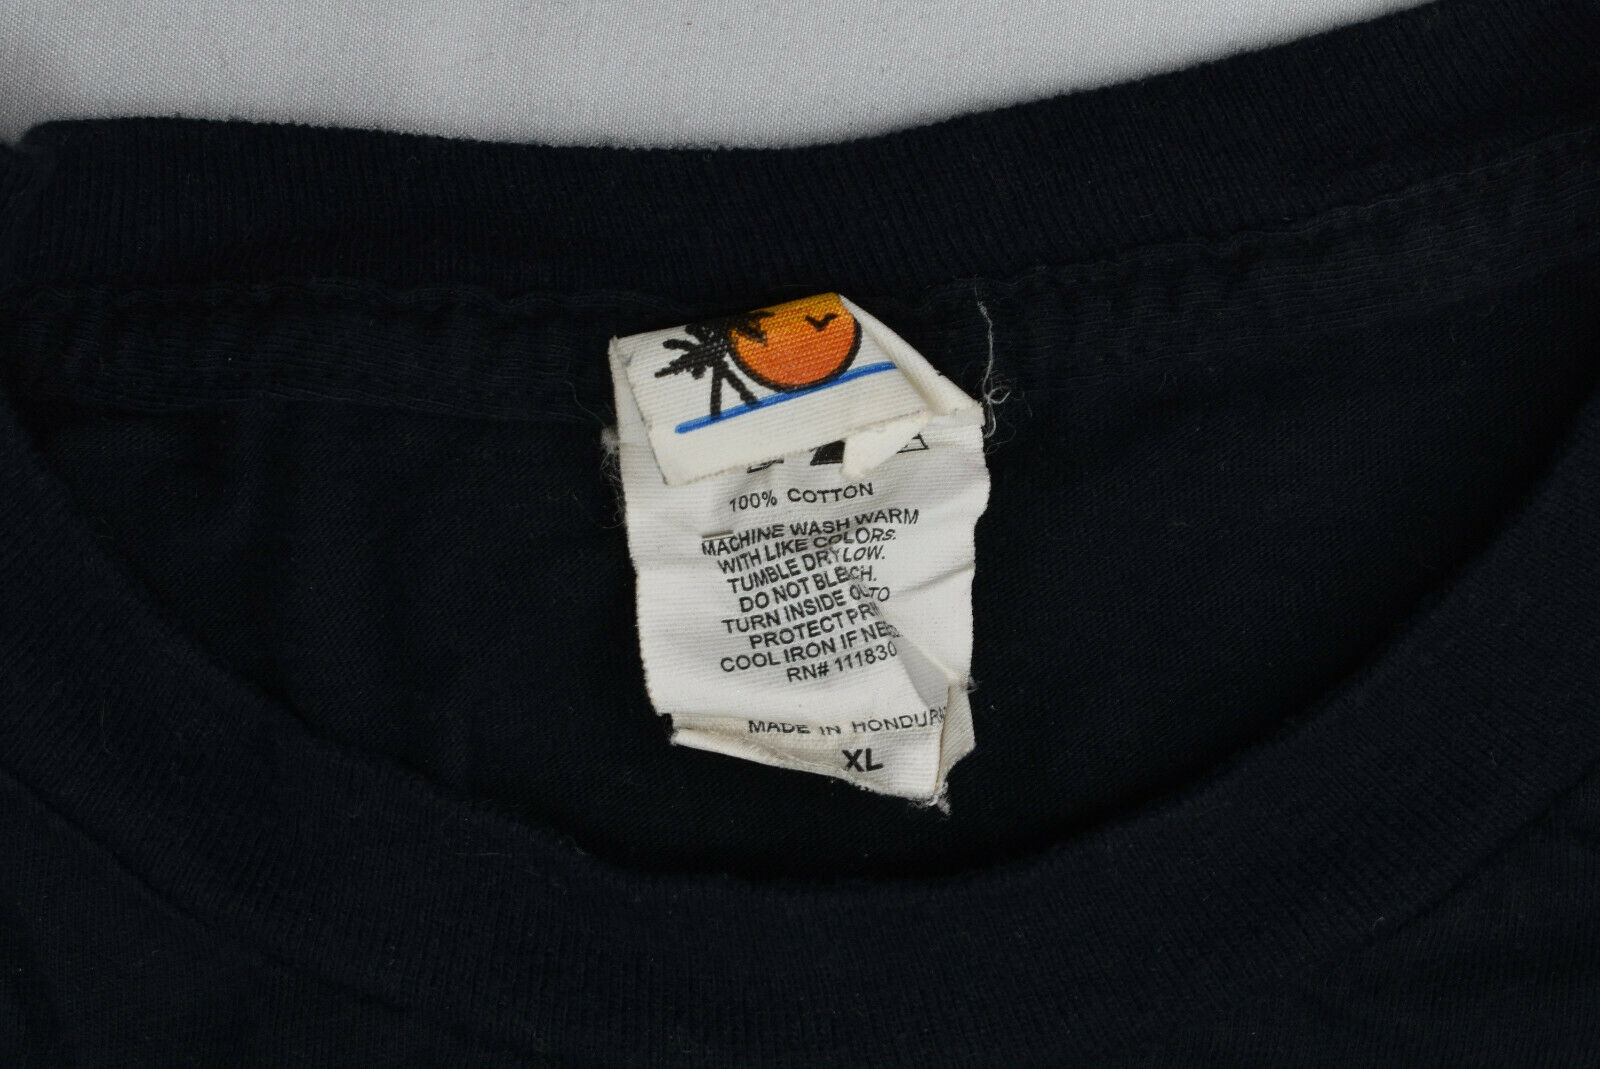 100% COTTON
MACHINE WASH WARM
WITH LIKE COLORS.
TUMBLE DRY LOW.
DO NOT BLEACH.
TURN INSIDE OUT TO
PROTECT PRI
COOL IRON IF NE
RN# 111830
MADE IN HONDURA
XL